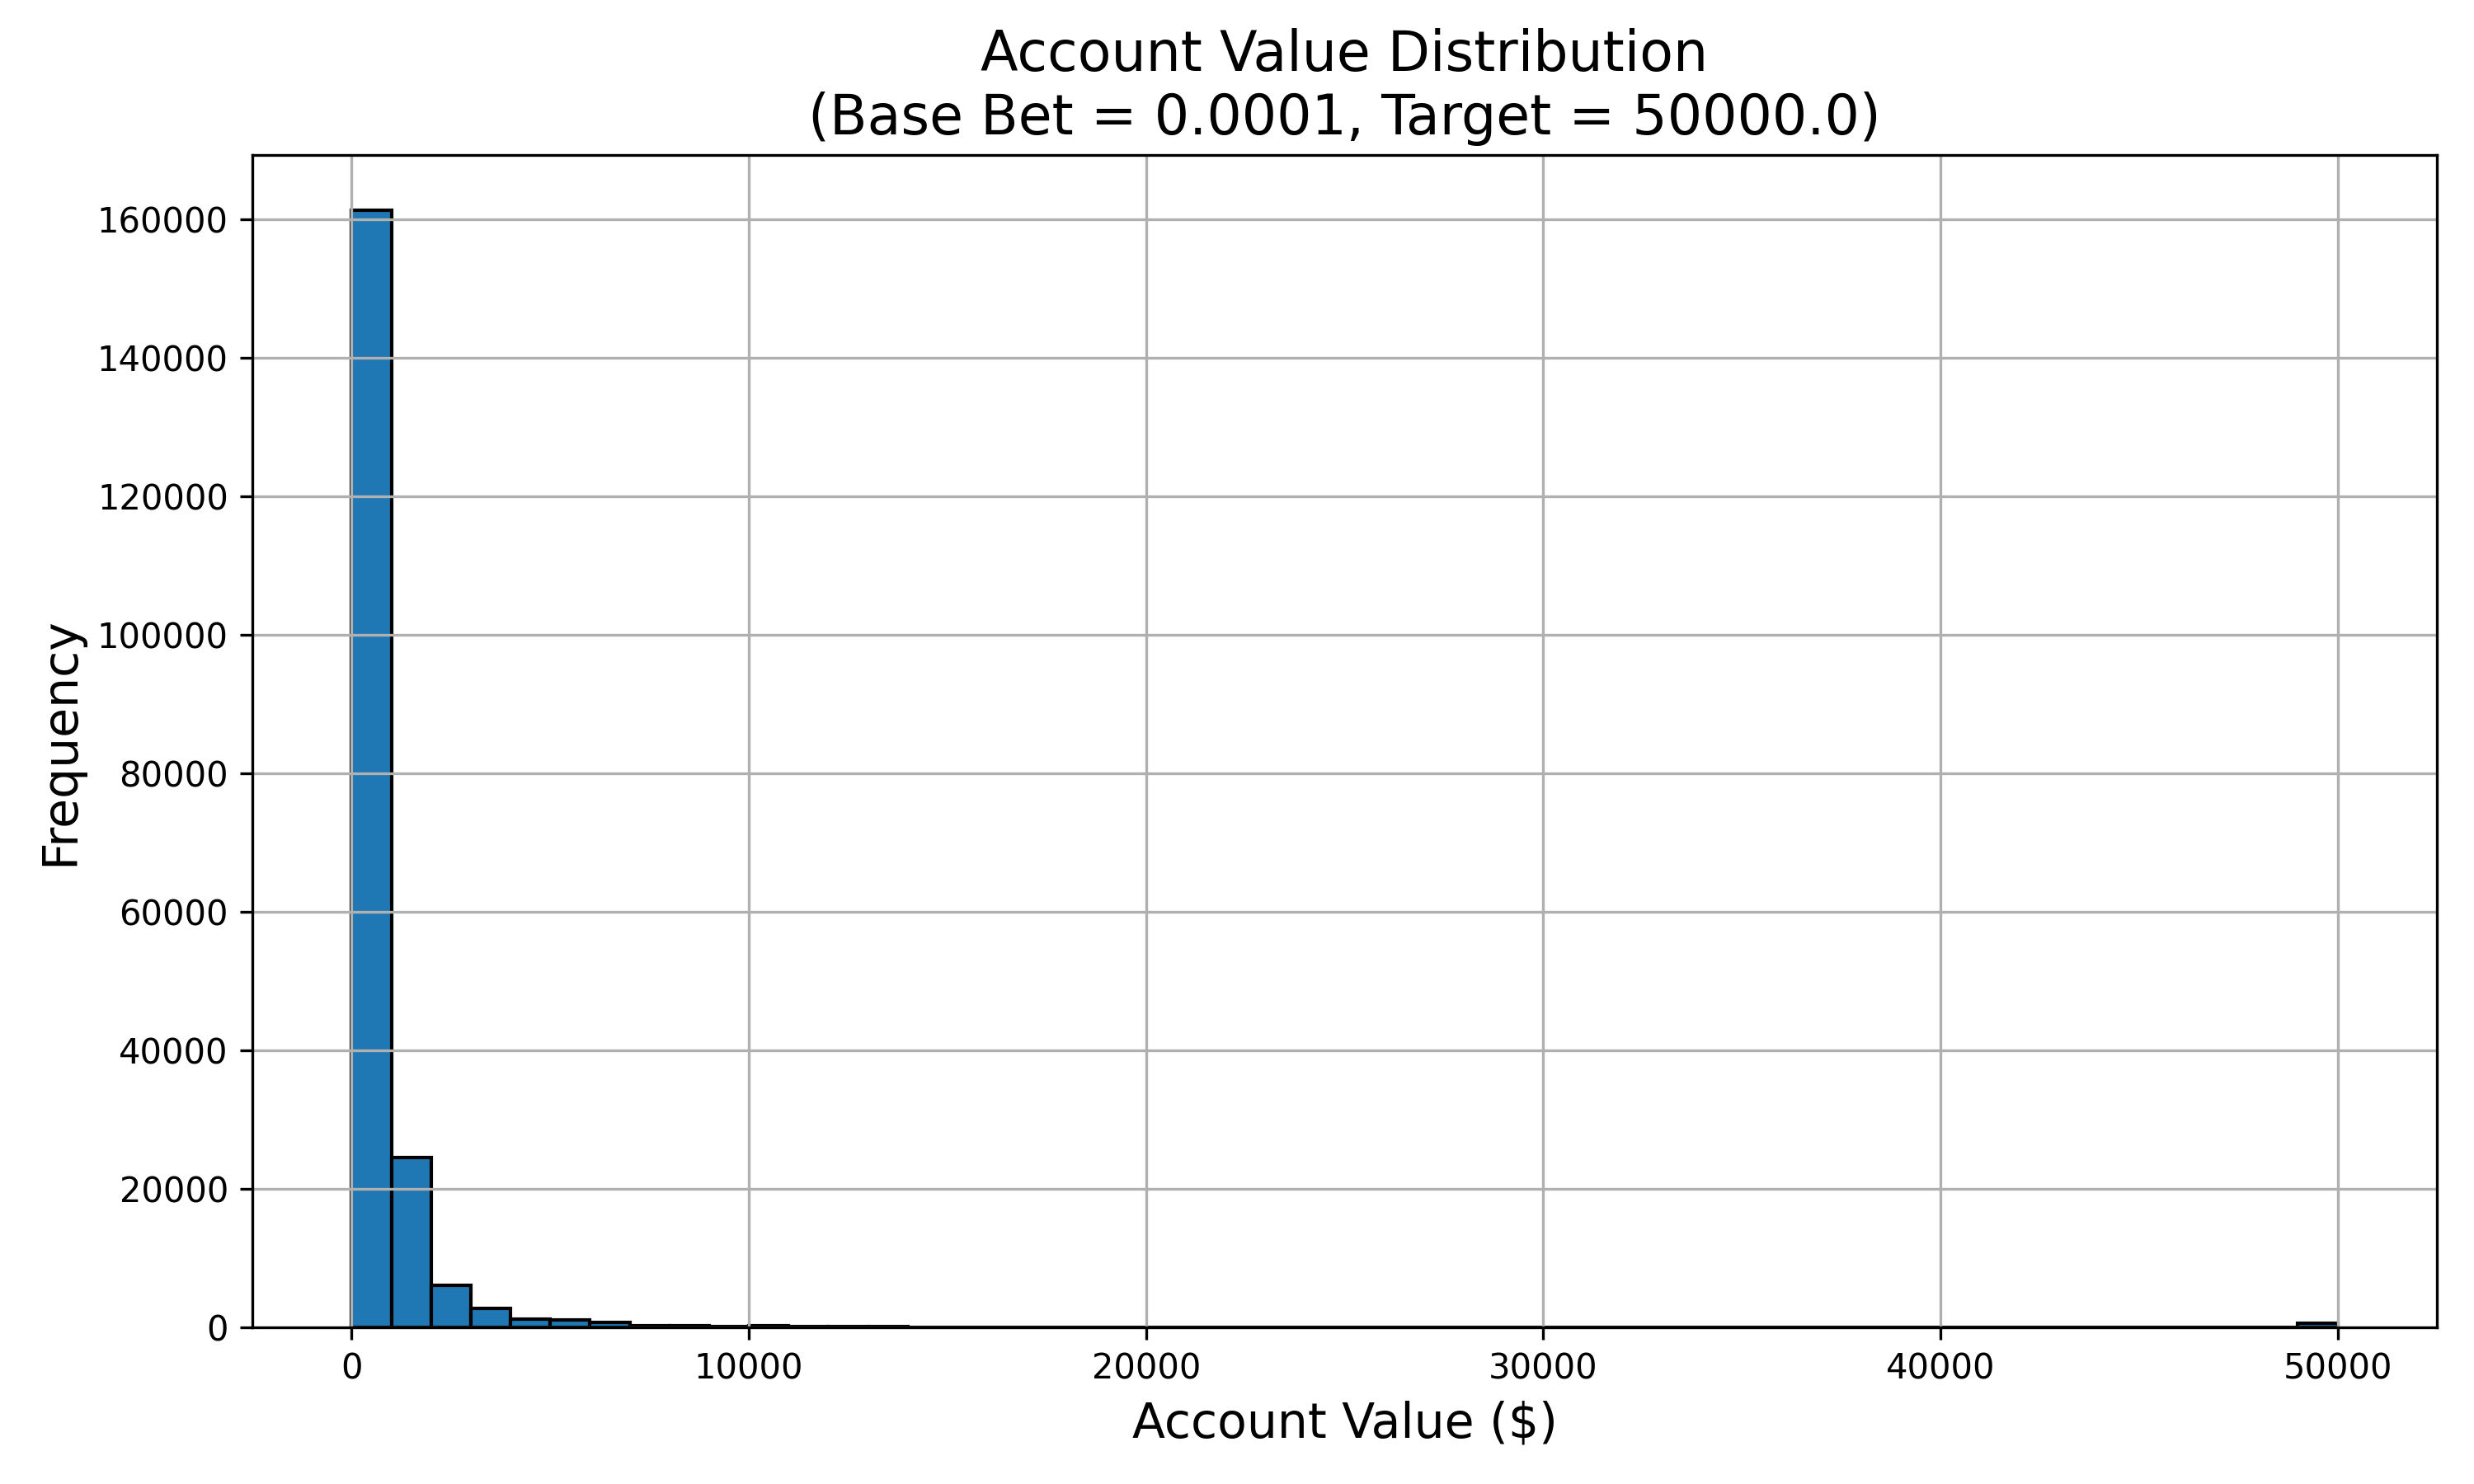 Account Value Distribution
(Base Bet = 0.0001, Target = 50000.0)
160000
140000
120000
100000
80000
60000
40000
20000
0
Frequency
0 10000 20000 30000 40000 50000
Account Value ($)